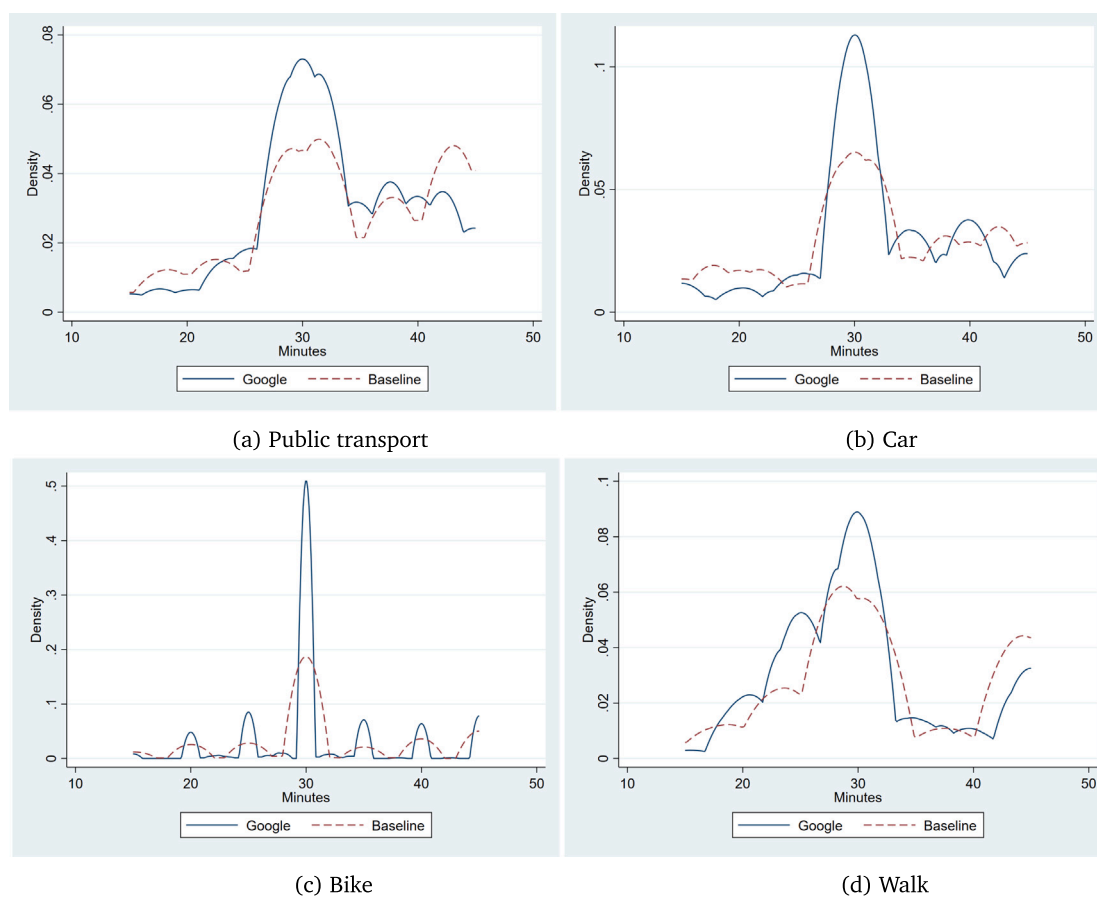 Density
.08
.06
.04
.02
0
10 20 30 40 50
Minutes
Google Baseline
(a) Public transport
Density
.1
.05
0
10 20 30 40 50
Minutes
Google Baseline
(b) Car
Density
.5
.4
.3
.2
.1
0
10 20 30 40 50
Minutes
Google Baseline
(c) Bike
Density
.1
.08
.06
.04
.02
0
10 20 30 40 50
Minutes
Google Baseline
(d) Walk